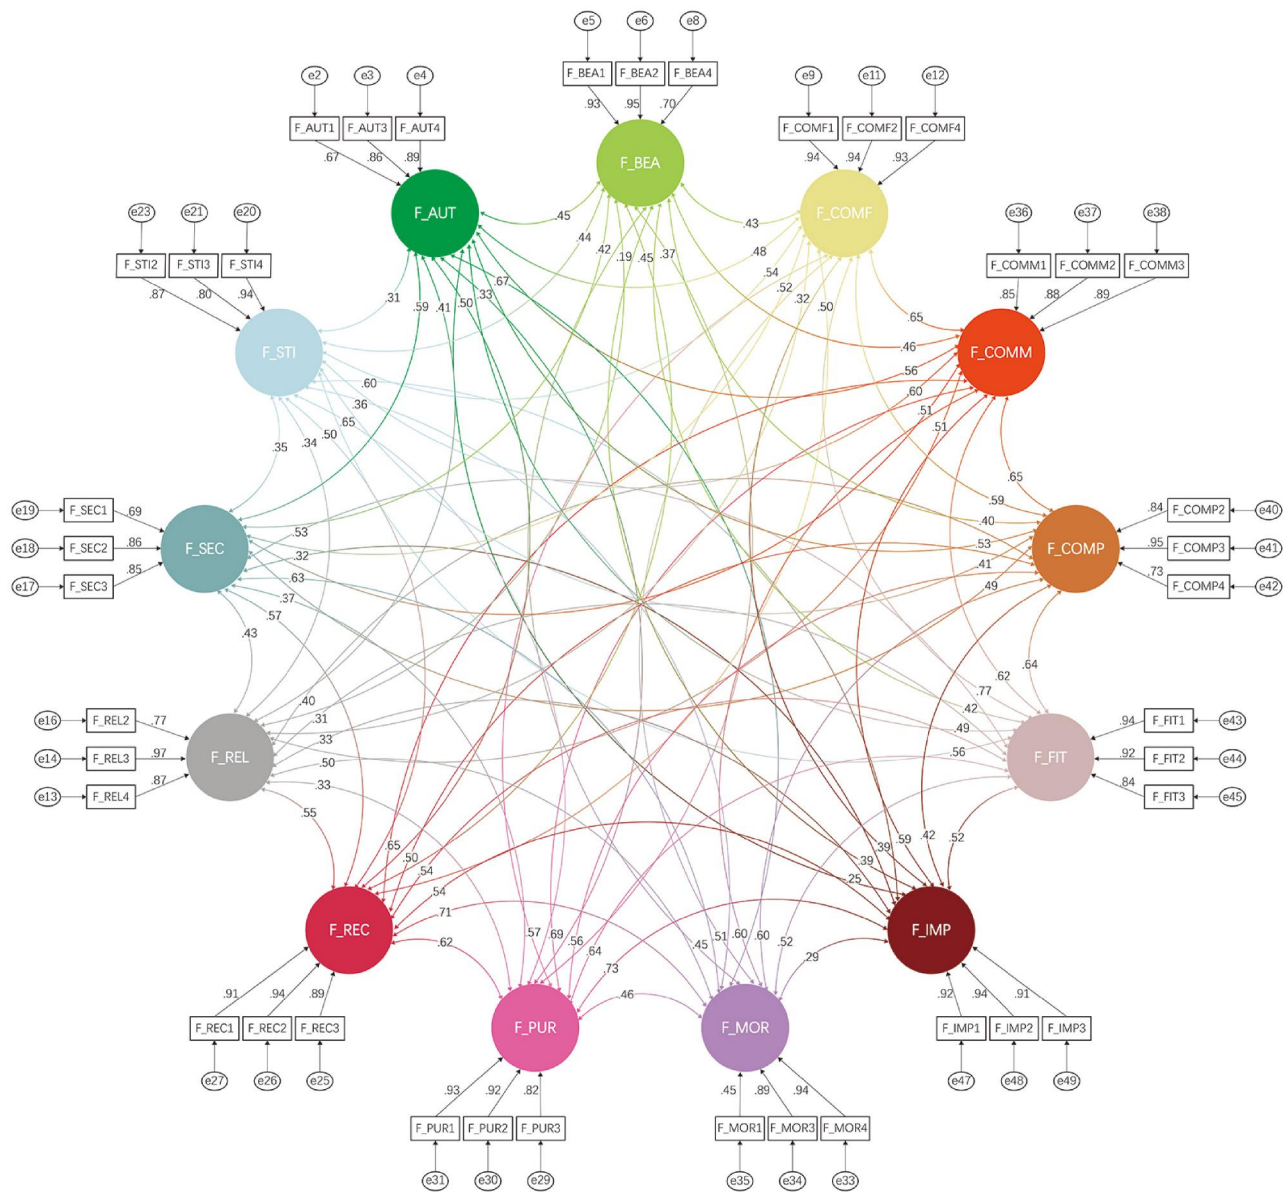 e5 e6 e8
F_BEA1 F_BEA2 F_BEA4
.93 .95 .70
F_BEA
e2 e3 e4
F_AUT1 F_AUT3 F_AUT4
.67 .86 .89
F_AUT
e9 e11 e12
F_COMF1 F_COMF2 F_COMF4
.94 .94 .93
F_COMF
e23 e21 e20
F_STI2 F_STI3 F_STI4
.87 .80 .94
F_STI
e36 e37 e38
F_COMM1 F_COMM2 F_COMM3
.85 .88 .89
F_COMM
.45 .43
.44 .42 .19 .45 .37 .48
.54 .52 .32 .50
.31 .59 .41 .50 .33 .67
.65
.46
.56
.60
.51
.51
.60
.36
.65
.50
.34
.35
e19 F_SEC1 .69
e18 F_SEC2 .86
e17 F_SEC3 .85
F_SEC
.53
.32
.63
.37
.57
.43
.65
.59
.40
.53
.41
.49
F_COMP
.84 F_COMP2 e40
.95 F_COMP3 e41
.73 F_COMP4 e42
.64
.62
.77
.42
.49
.56
e16 F_REL2 .77
e14 F_REL3 .97
e13 F_REL4 .87
F_REL
.40
.31
.33
.50
.33
.55
F_FIT
.94 F_FIT1 e43
.92 F_FIT2 e44
.84 F_FIT3 e45
.52
.42
.59
.39
.39
.25
.65
.50
.54
.54
.71
.62
F_REC
.91 .94 .89
F_REC1 F_REC2 F_REC3
e27 e26 e25
.57 .69 .56 .64 .73
.46
F_PUR
.93 .92 .82
F_PUR1 F_PUR2 F_PUR3
e31 e30 e29
.45 .51 .60 .60 .52
.29
F_MOR
.45 .89 .94
F_MOR1 F_MOR3 F_MOR4
e35 e34 e33
F_IMP
.92 .94 .91
F_IMP1 F_IMP2 F_IMP3
e47 e48 e49